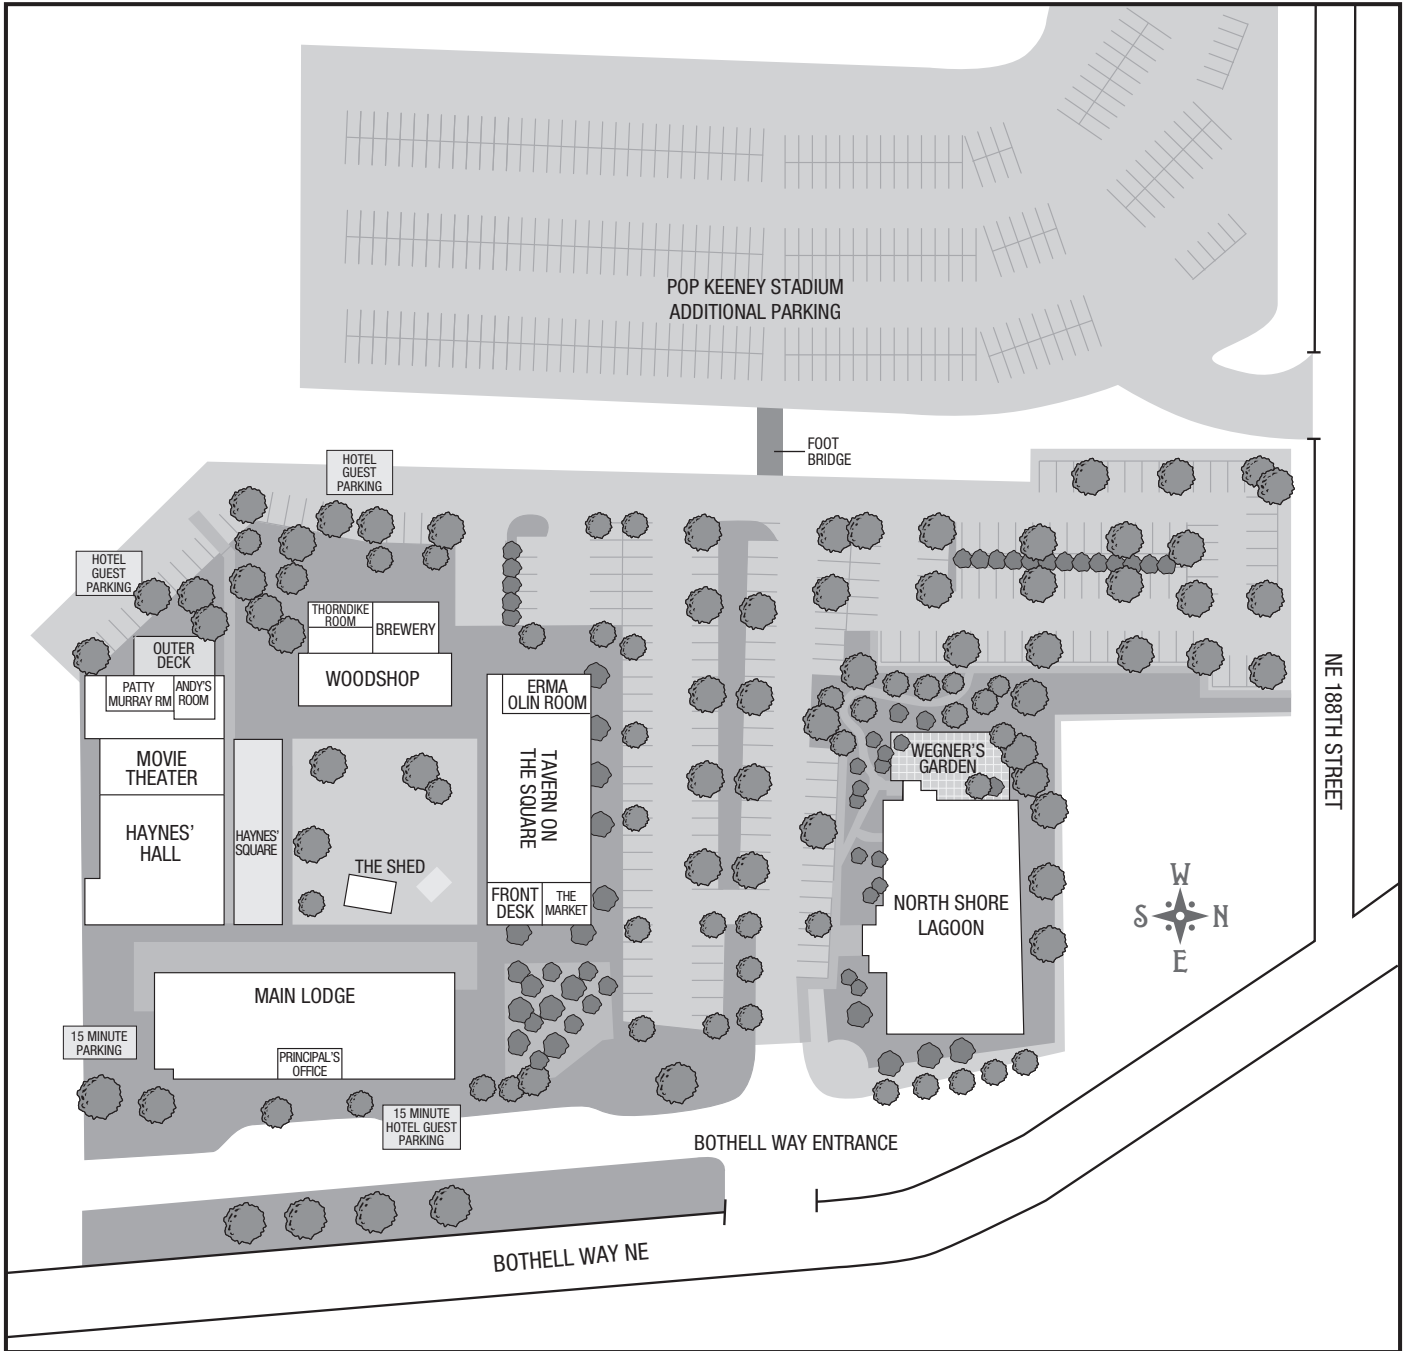 POP KEENEY STADIUM
ADDITIONAL PARKING
FOOT
BRIDGE
HOTEL
GUEST
PARKING
HOTEL
GUEST
PARKING
THORNDIKE
ROOM
BREWERY
WOODSHOP
OUTER
DECK
PATTY
MURRAY RM
ANDY'S
ROOM
MOVIE
THEATER
HAYNES'
HALL
HAYNES'
SQUARE
THE SHED
ERMA
OLIN ROOM
TAVERN ON
THE SQUARE
FRONT
DESK
THE
MARKET
WEGNER'S
GARDEN
NORTH SHORE
LAGOON
NE 188TH STREET
W
S
N
E
MAIN LODGE
PRINCIPAL'S
OFFICE
15 MINUTE
PARKING
15 MINUTE
HOTEL GUEST
PARKING
BOTHELL WAY ENTRANCE
BOTHELL WAY NE